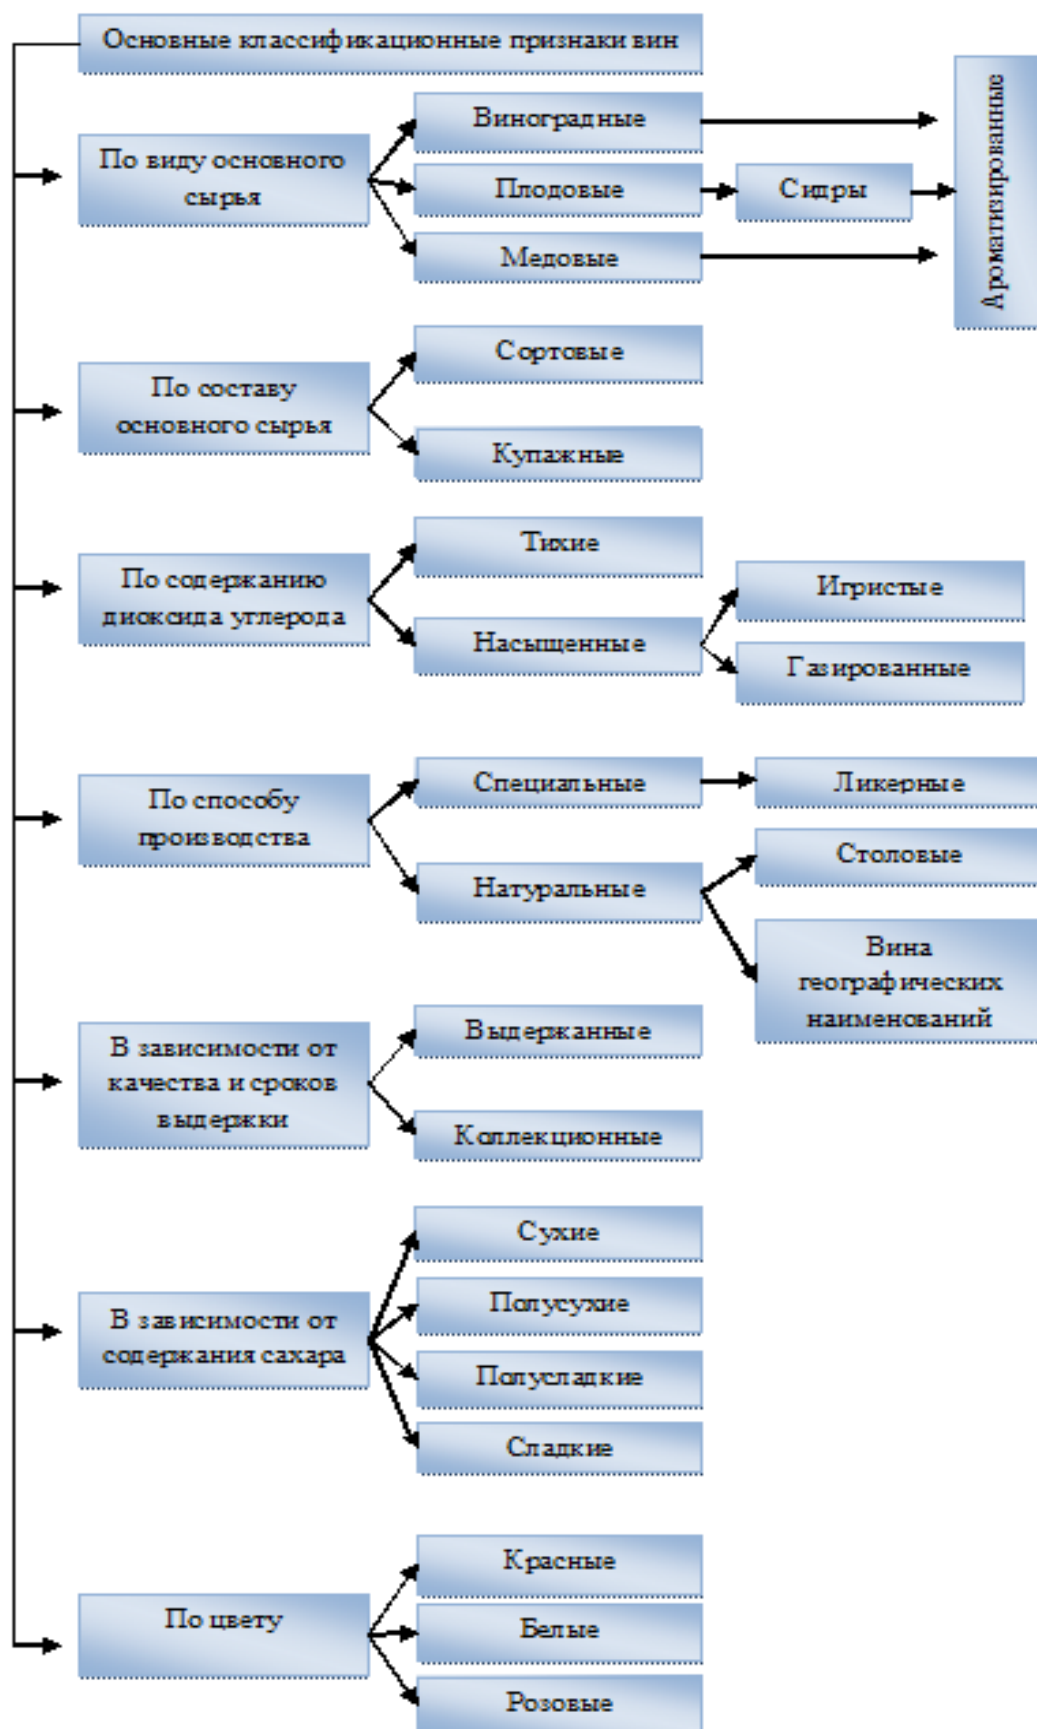 Основные классификационные признаки вин
По виду основного
сырья
Виноградные
Плодовые
Сидры
Медовые
Ароматизированные
По составу
основного сырья
Сортовые
Купажные
По содержанию
диоксида углерода
Тихие
Насыщенные
Игристые
Газированные
По способу
производства
Специальные
Ликерные
Натуральные
Столовые
Вина
географических
наименований
В зависимости от
качества и сроков
выдержки
Выдержанные
Коллекционные
В зависимости от
содержания сахара
Сухие
Полусухие
Полусладкие
Сладкие
По цвету
Красные
Белые
Розовые